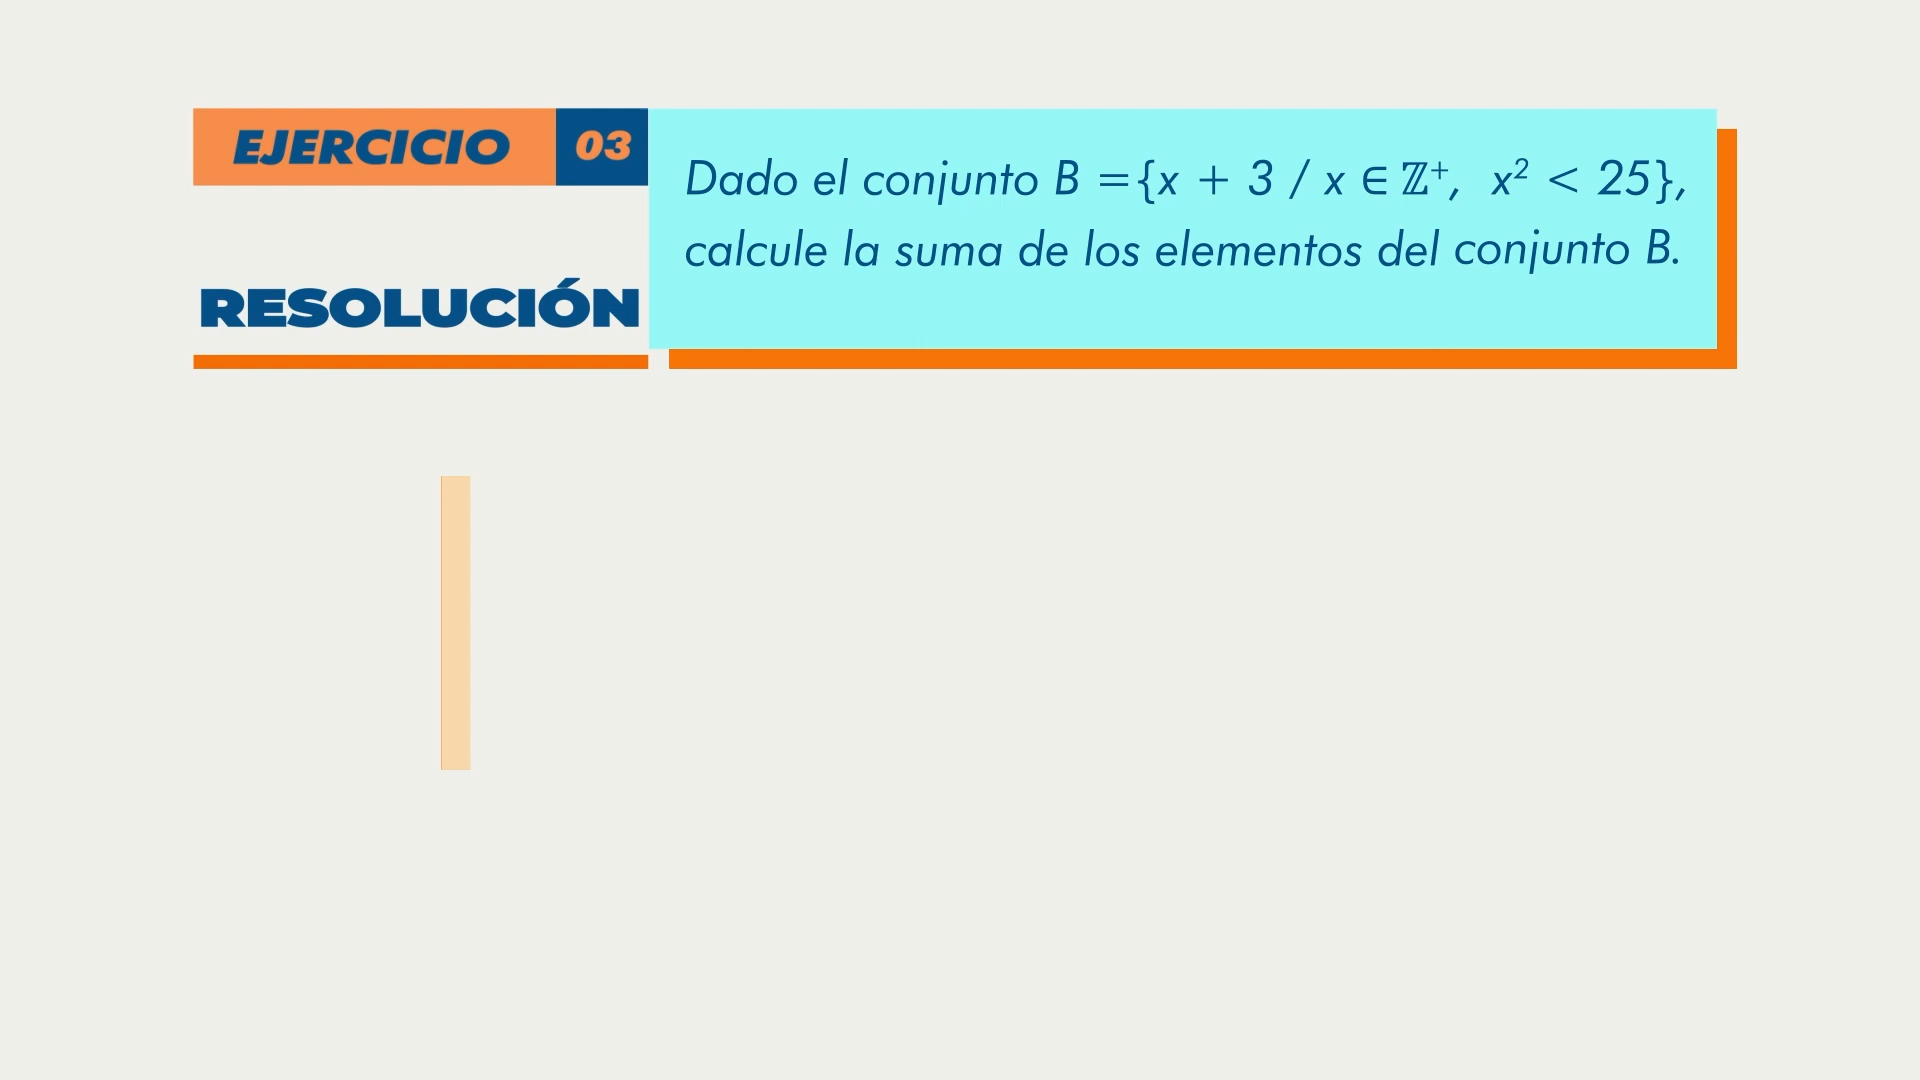 EJERCICIO 03
Dado el conjunto B ={x + 3 / x ∈ ℤ⁺, x² < 25},
calcule la suma de los elementos del conjunto B.
RESOLUCIÓN